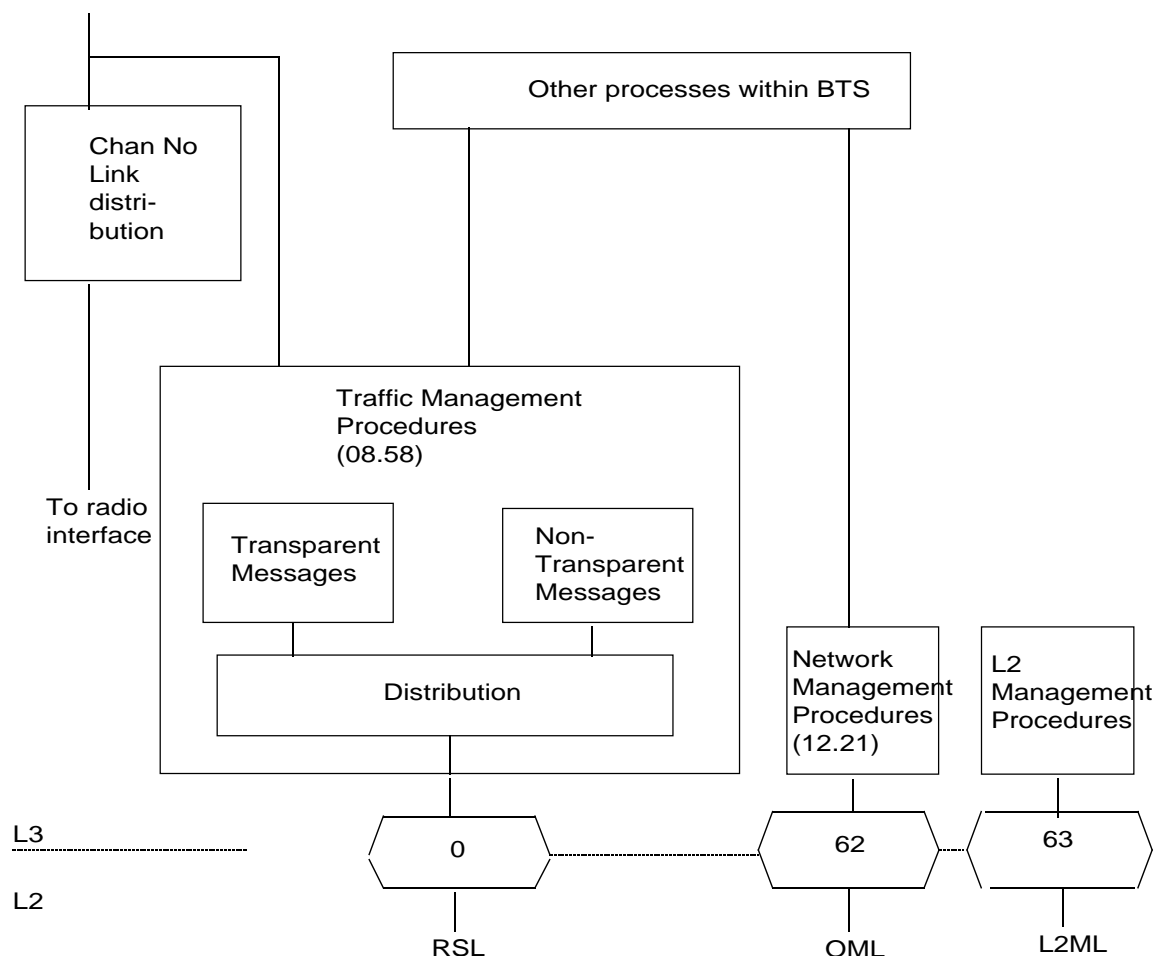 Other processes within BTS
Chan No
Link
distri-
bution
Traffic Management
Procedures
(08.58)
To radio
interface
Transparent
Messages
Non-
Transparent
Messages
Distribution
Network
Management
Procedures
(12.21)
L2
Management
Procedures
L3
0
62
63
L2
RSL
OML
L2ML